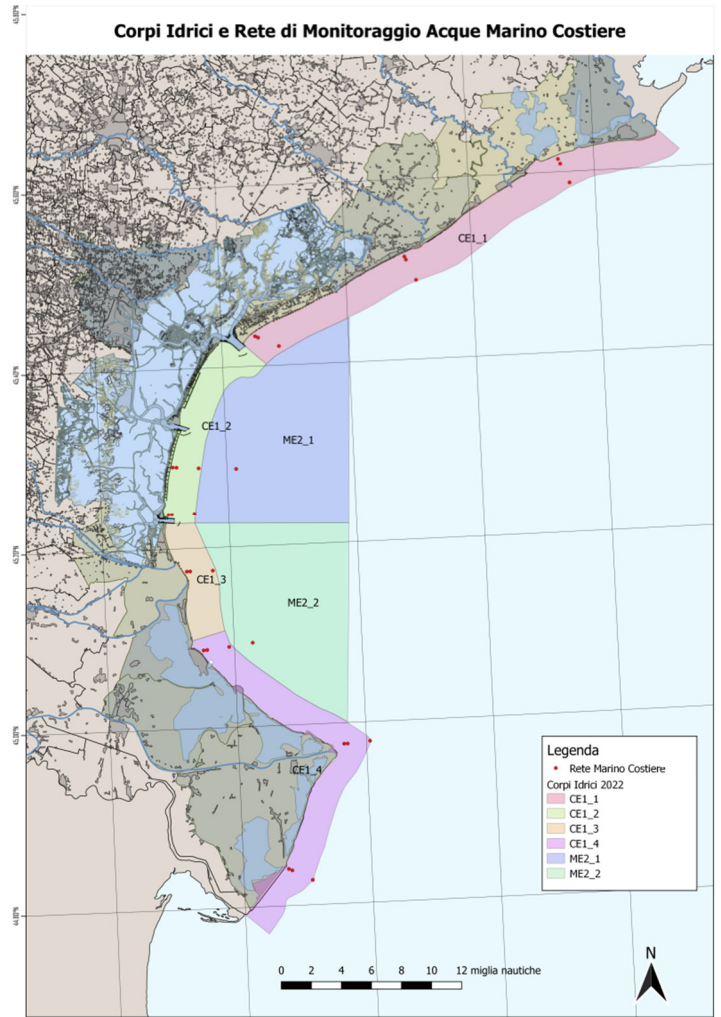 Corpi Idrici e Rete di Monitoraggio Acque Marino Costiere
CE1_1
CE1_2
ME2_1
CE1_3
ME2_2
CE1_4
Legenda
Rete Marino Costiere
Corpi Idrici 2022
CE1_1
CE1_2
CE1_3
CE1_4
ME2_1
ME2_2
N
0 2 4 6 8 10 12 miglia nautiche